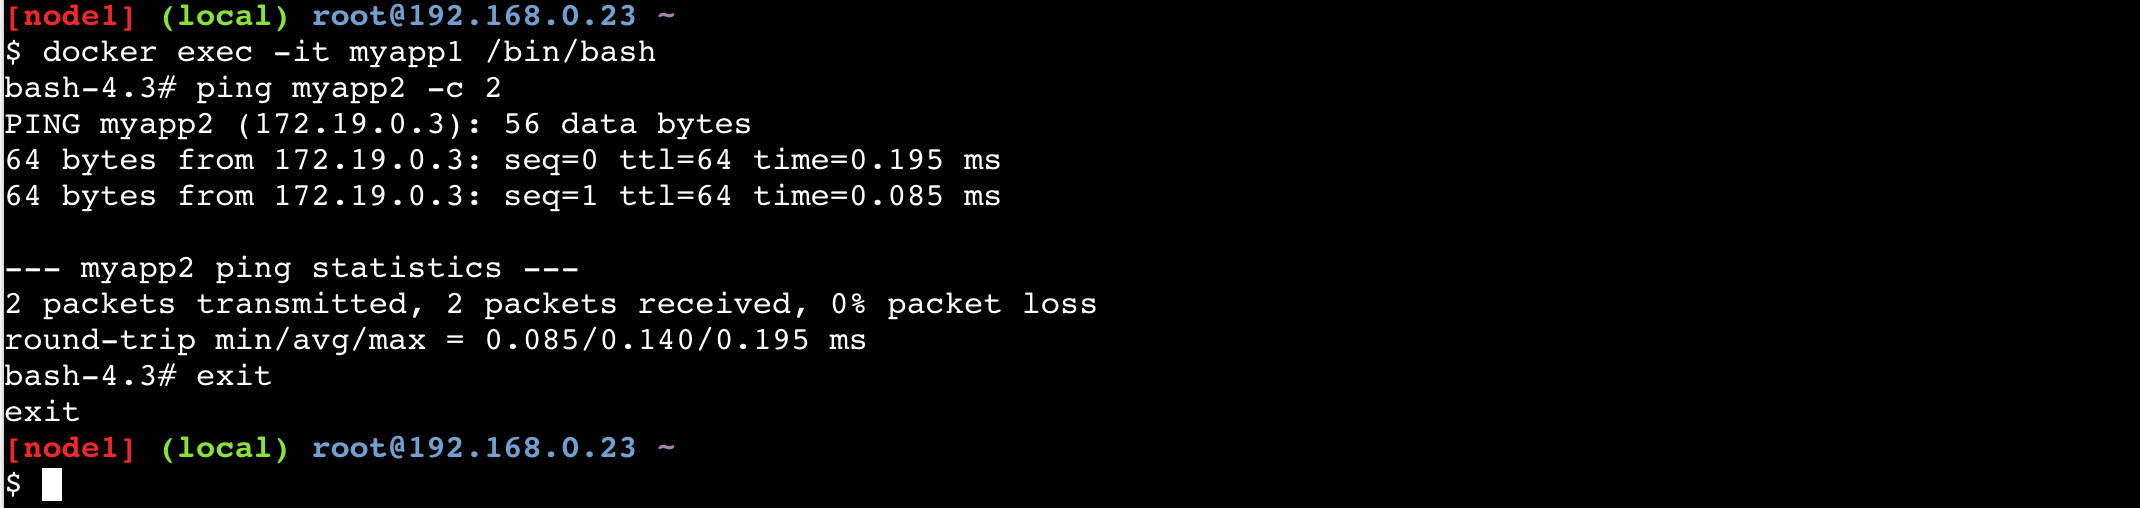 [node1] (local) root@192.168.0.23 ~
$ docker exec -it myapp1 /bin/bash
bash-4.3# ping myapp2 -c 2
PING myapp2 (172.19.0.3): 56 data bytes
64 bytes from 172.19.0.3: seq=0 ttl=64 time=0.195 ms
64 bytes from 172.19.0.3: seq=1 ttl=64 time=0.085 ms
--- myapp2 ping statistics ---
2 packets transmitted, 2 packets received, 0% packet loss
round-trip min/avg/max = 0.085/0.140/0.195 ms
bash-4.3# exit
exit
[node1] (local) root@192.168.0.23 ~
$